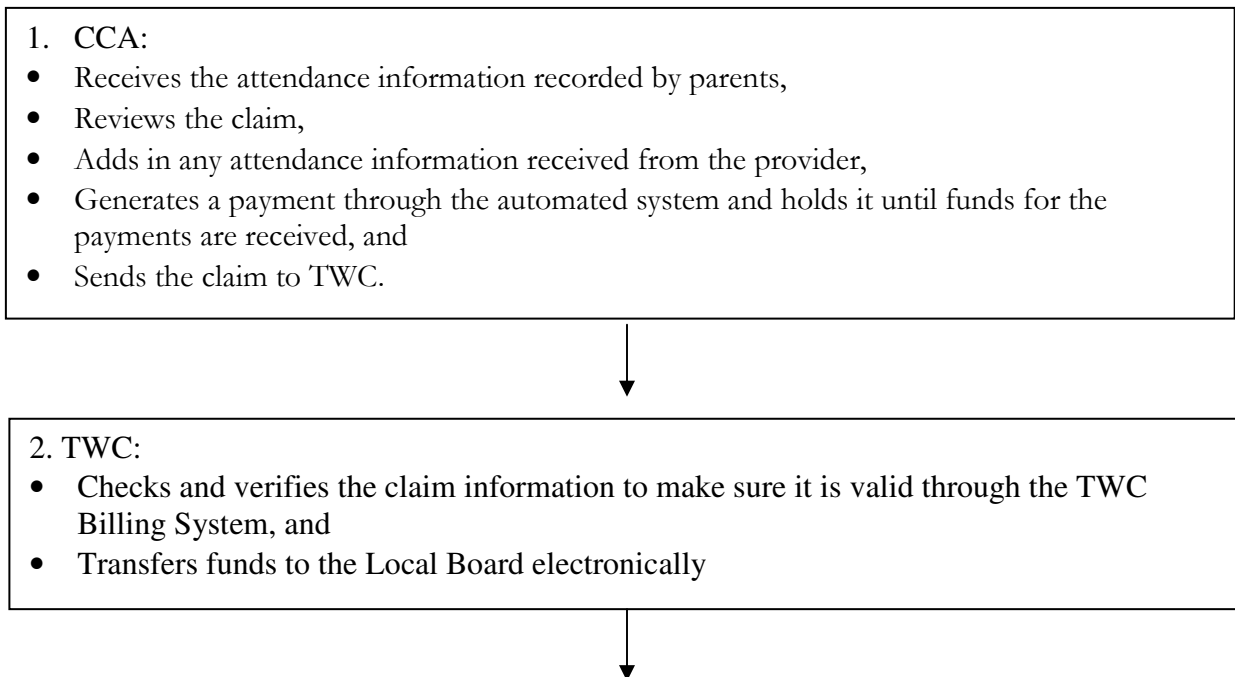 1. CCA:
• Receives the attendance information recorded by parents,
• Reviews the claim,
• Adds in any attendance information received from the provider,
• Generates a payment through the automated system and holds it until funds for the
payments are received, and
• Sends the claim to TWC.
2. TWC:
• Checks and verifies the claim information to make sure it is valid through the TWC
Billing System, and
• Transfers funds to the Local Board electronically